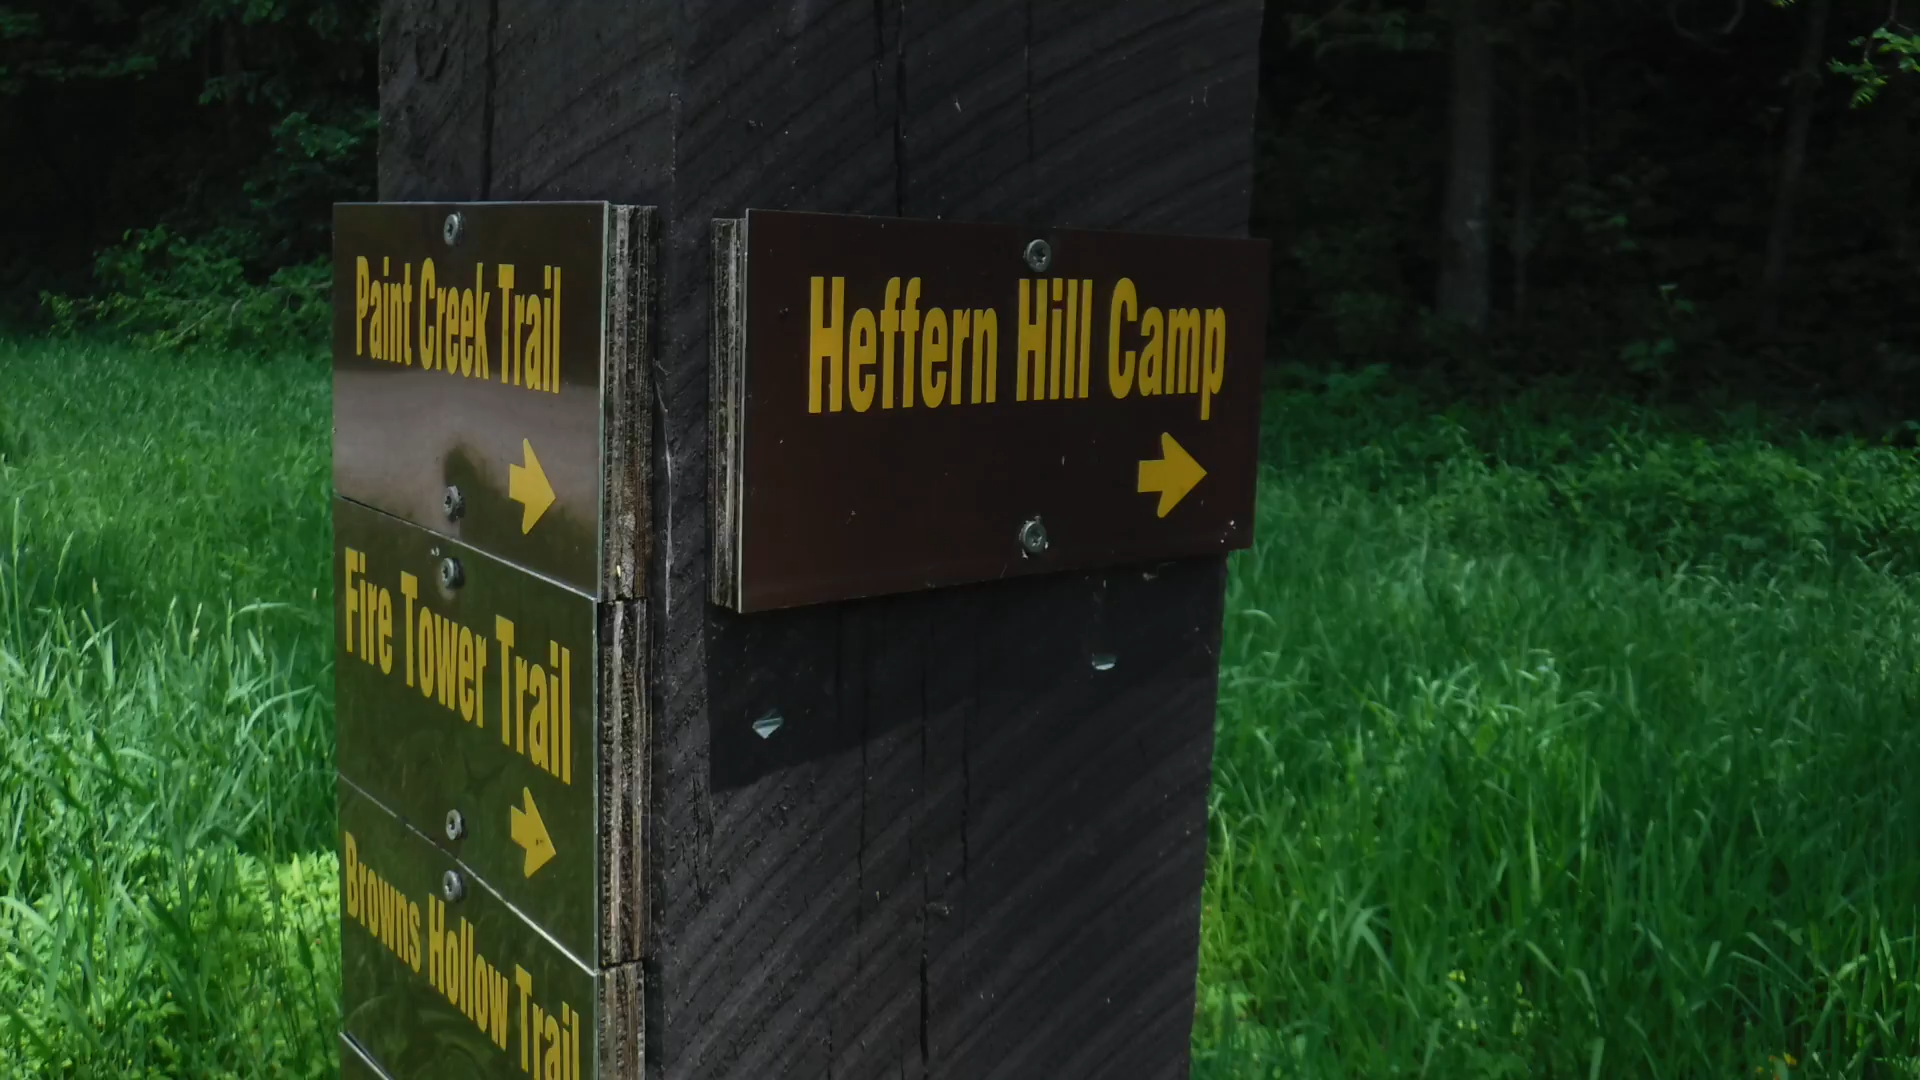 Paint Creek Trail
Fire Tower Trail
Browns Hollow Trail
Heffern Hill Camp